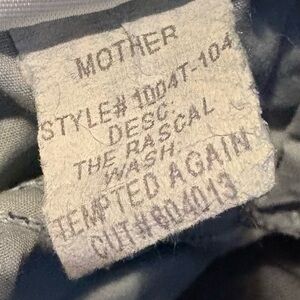 MOTHER
STYLE# 1004T-104
DESC.
THE RASCAL
WASH.
TEMPTED AGAIN
CUT#804013